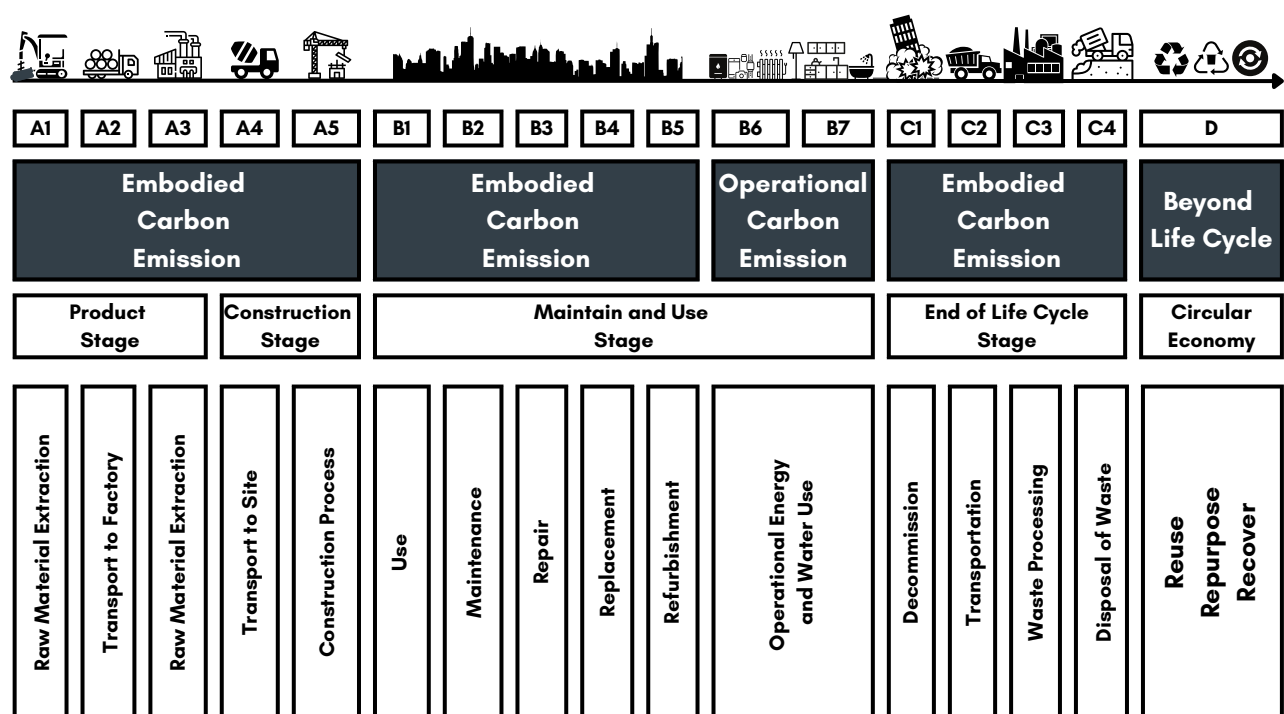 A1
A2
A3
A4
A5
B1
B2
B3
B4
B5
B6
B7
C1
C2
C3
C4
D
Embodied
Carbon
Emission
Embodied
Carbon
Emission
Operational
Carbon
Emission
Embodied
Carbon
Emission
Beyond
Life Cycle
Product
Stage
Construction
Stage
Maintain and Use
Stage
End of Life Cycle
Stage
Circular
Economy
Raw Material Extraction
Transport to Factory
Raw Material Extraction
Transport to Site
Construction Process
Use
Maintenance
Repair
Replacement
Refurbishment
Operational Energy
and Water Use
Decommission
Transportation
Waste Processing
Disposal of Waste
Reuse
Repurpose
Recover